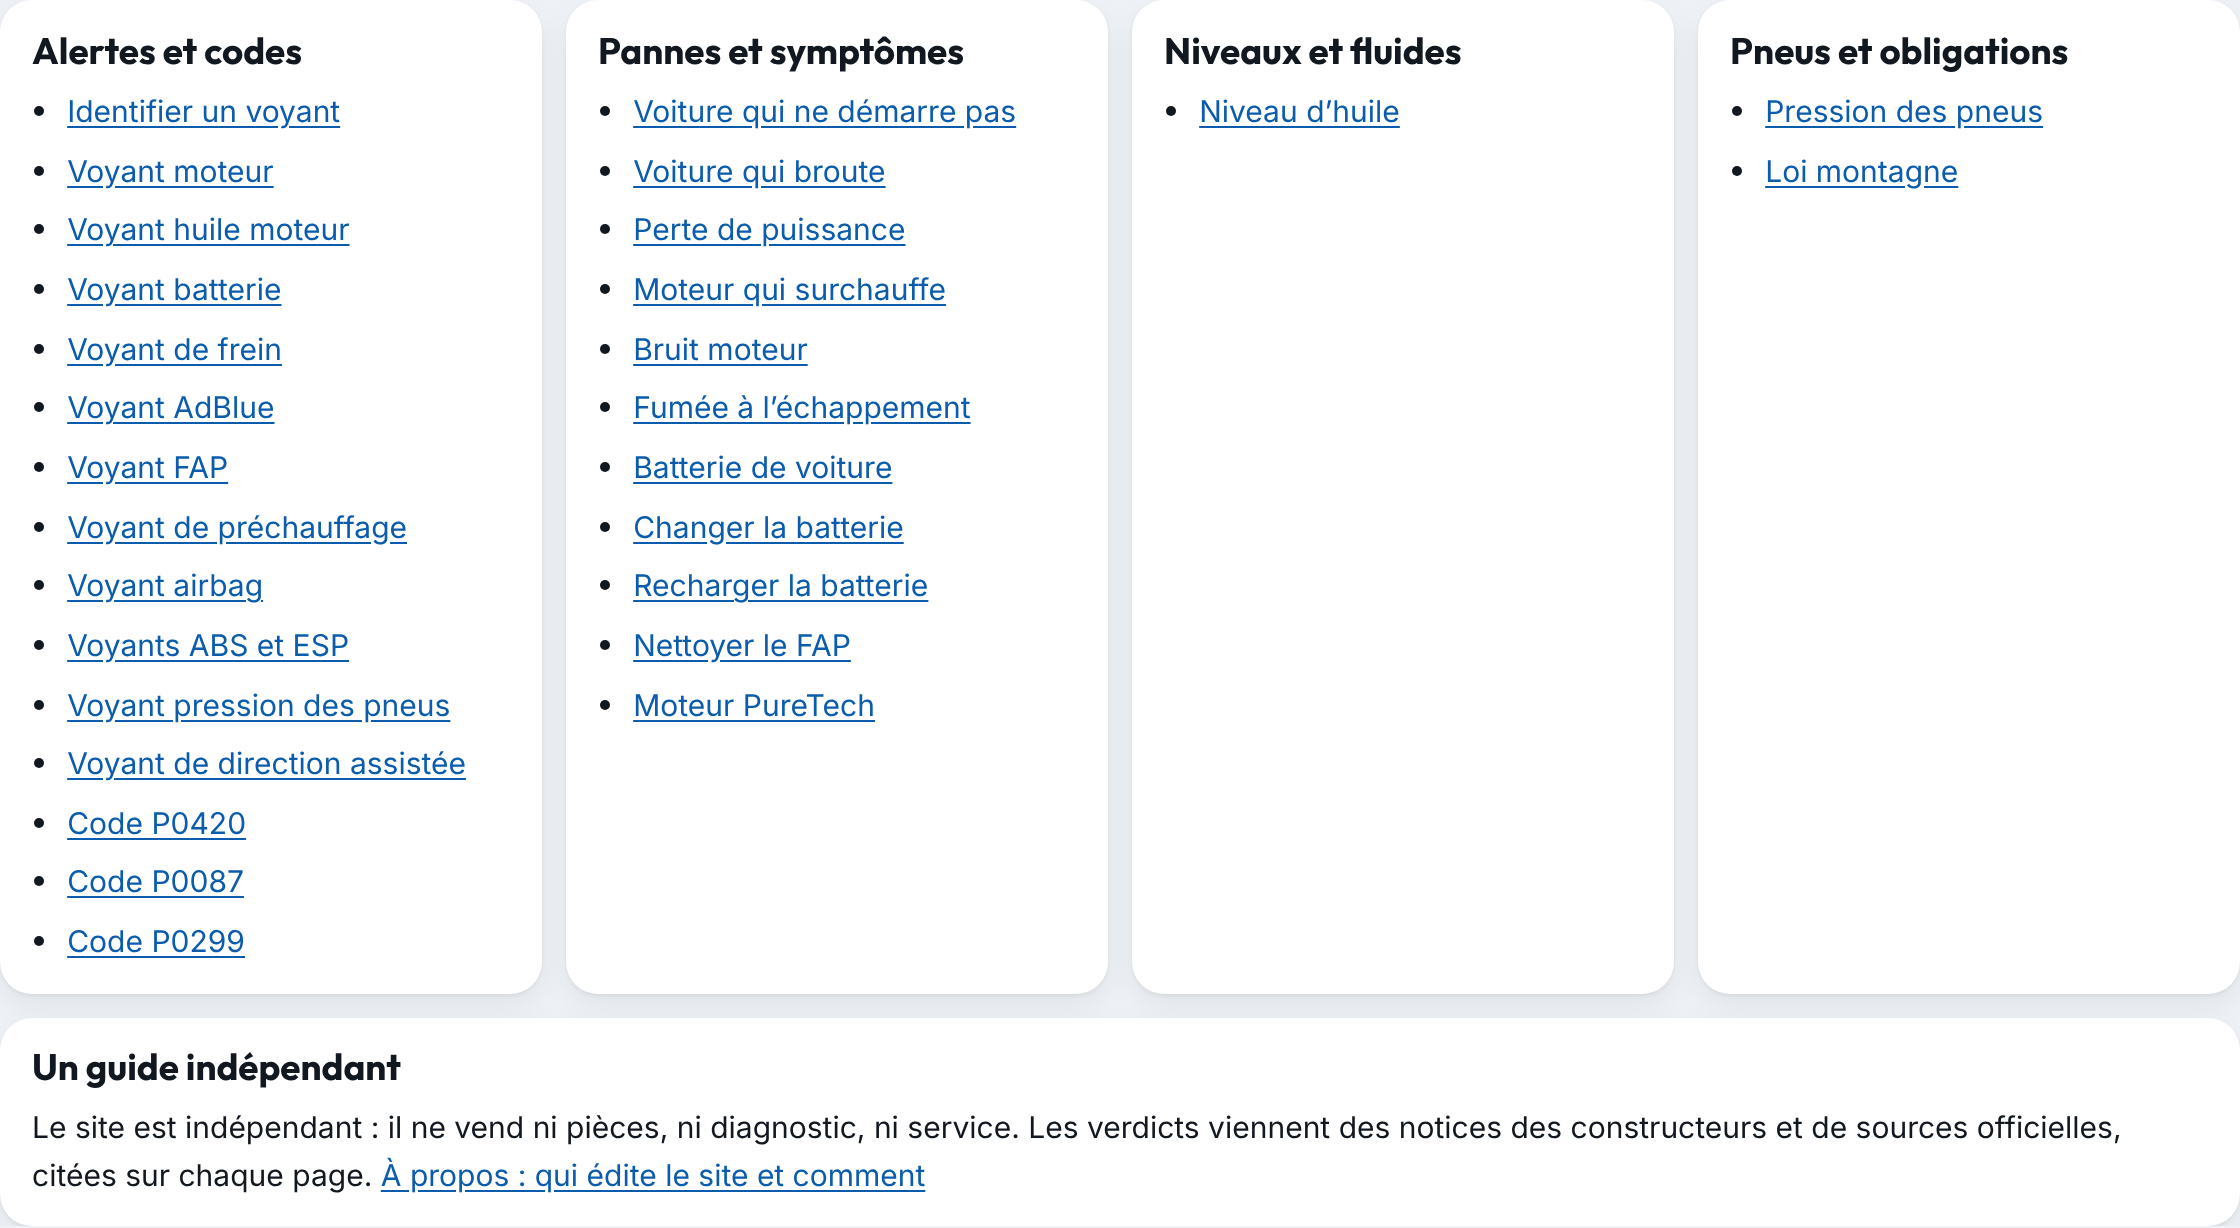 Alertes et codes
Identifier un voyant
Voyant moteur
Voyant huile moteur
Voyant batterie
Voyant de frein
Voyant AdBlue
Voyant FAP
Voyant de préchauffage
Voyant airbag
Voyants ABS et ESP
Voyant pression des pneus
Voyant de direction assistée
Code P0420
Code P0087
Code P0299
Pannes et symptômes
Voiture qui ne démarre pas
Voiture qui broute
Perte de puissance
Moteur qui surchauffe
Bruit moteur
Fumée à l’échappement
Batterie de voiture
Changer la batterie
Recharger la batterie
Nettoyer le FAP
Moteur PureTech
Niveaux et fluides
Niveau d’huile
Pneus et obligations
Pression des pneus
Loi montagne
Un guide indépendant
Le site est indépendant : il ne vend ni pièces, ni diagnostic, ni service. Les verdicts viennent des notices des constructeurs et de sources officielles,
citées sur chaque page. À propos : qui édite le site et comment